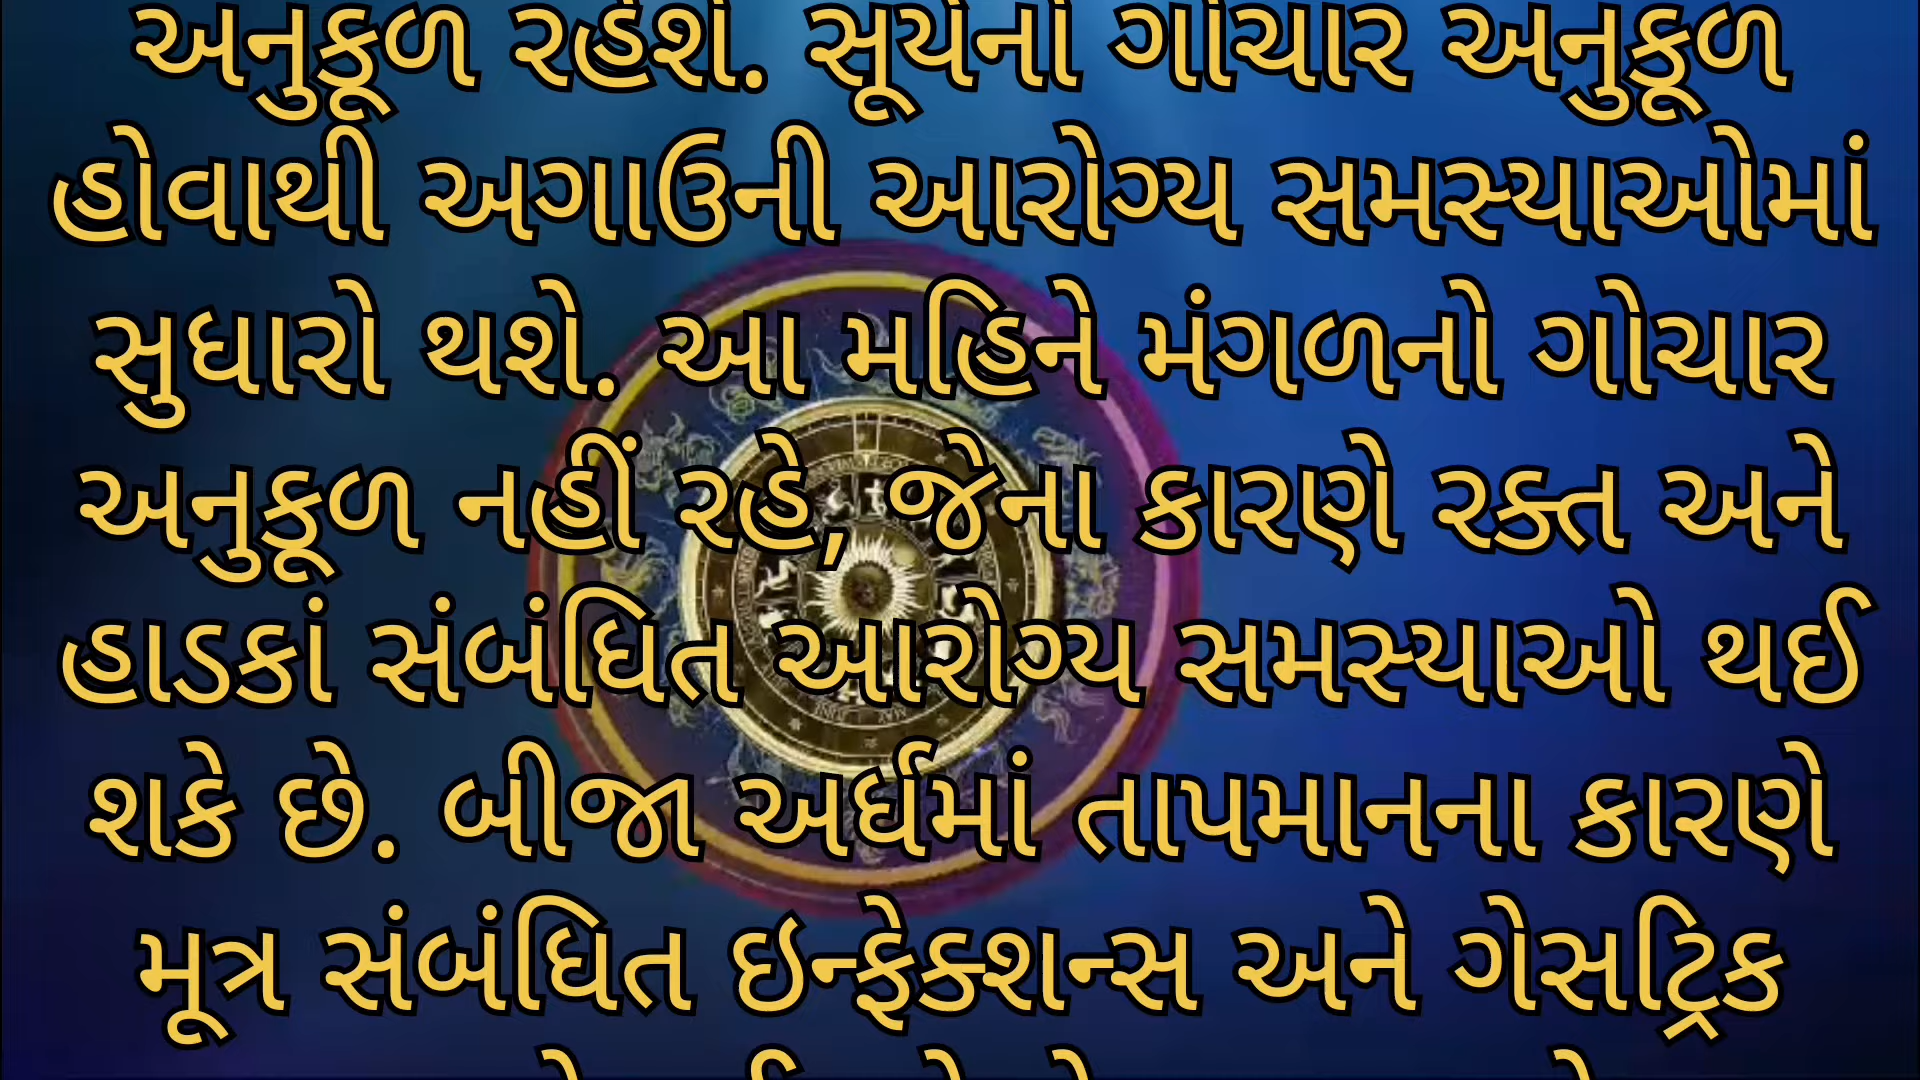 અનુકૂળ રહેશે. સૂર્યનો ગોચાર અનુકૂળ
હોવાથી અગાઉની આરોગ્ય સમસ્યાઓમાં
સુધારો થશે. આ મહિને મંગળનો ગોચાર
અનુકૂળ નહીં રહે, જેના કારણે રક્ત અને
હાડકાં સંબંધિત આરોગ્ય સમસ્યાઓ થઈ
શકે છે. બીજા અર્ધમાં તાપમાનના કારણે
મૂત્ર સંબંધિત ઇન્ફેક્શન્સ અને ગેસટ્રિક